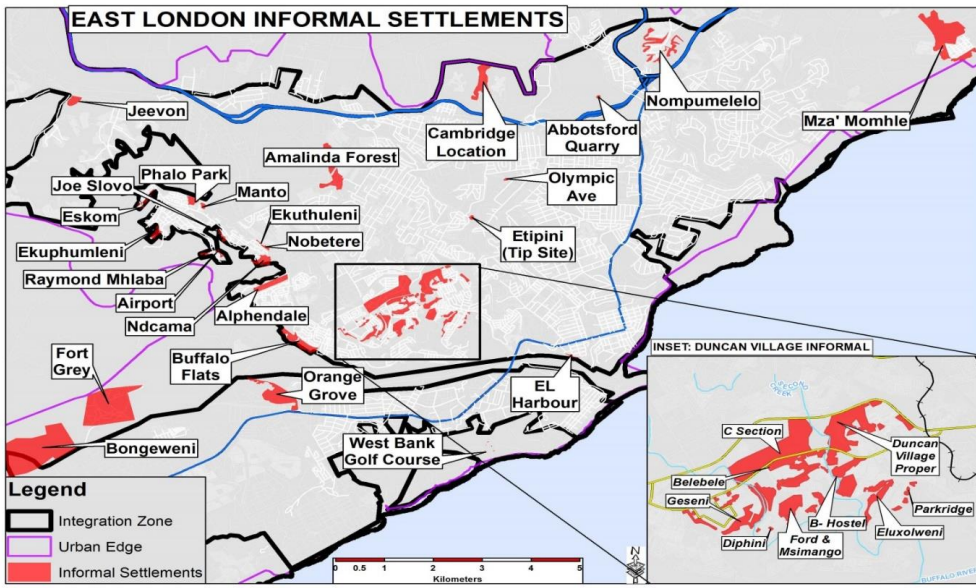 EAST LONDON INFORMAL SETTLEMENTS
Jeevon
Cambridge
Location
Abbotsford
Quarry
Nompumelelo
Mza' Momhle
Amalinda Forest
Olympic
Ave
Joe Slovo
Phalo Park
Manto
Eskom
Ekuthuleni
Etipini
(Tip Site)
Ekuphumleni
Nobetere
Raymond Mhlaba
Airport
Ndcama
Alphendale
Fort
Grey
Buffalo
Flats
Orange
Grove
EL
Harbour
Bongeweni
West Bank
Golf Course
INSET: DUNCAN VILLAGE INFORMAL
C Section
Duncan
Village
Proper
Belebele
Geseni
Diphini
Ford &
Msimango
B- Hostel
Eluxolweni
Parkridge
BUFFALO RIVER
Legend
Integration Zone
Urban Edge
Informal Settlements
0 0.5 1 2 3 4 5
Kilometers
N